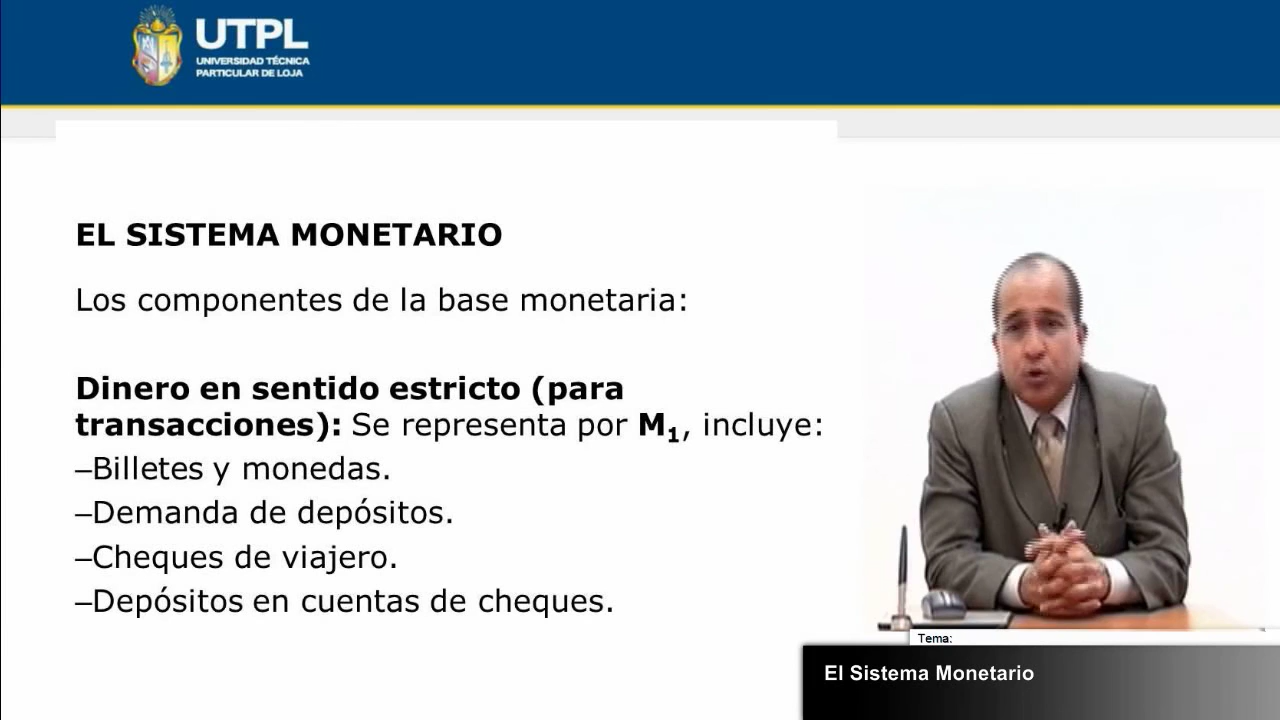 UTPL
UNIVERSIDAD TÉCNICA
PARTICULAR DE LOJA
EL SISTEMA MONETARIO
Los componentes de la base monetaria:
Dinero en sentido estricto (para
transacciones): Se representa por M₁, incluye:
–Billetes y monedas.
–Demanda de depósitos.
–Cheques de viajero.
–Depósitos en cuentas de cheques.
Tema:
El Sistema Monetario